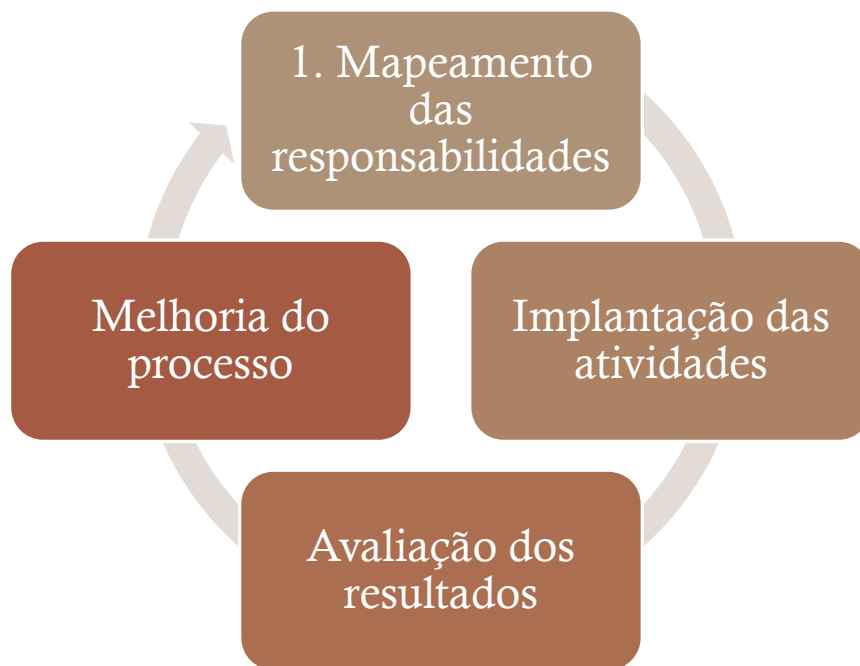 1. Mapeamento
das
responsabilidades
Implantação das
atividades
Avaliação dos
resultados
Melhoria do
processo